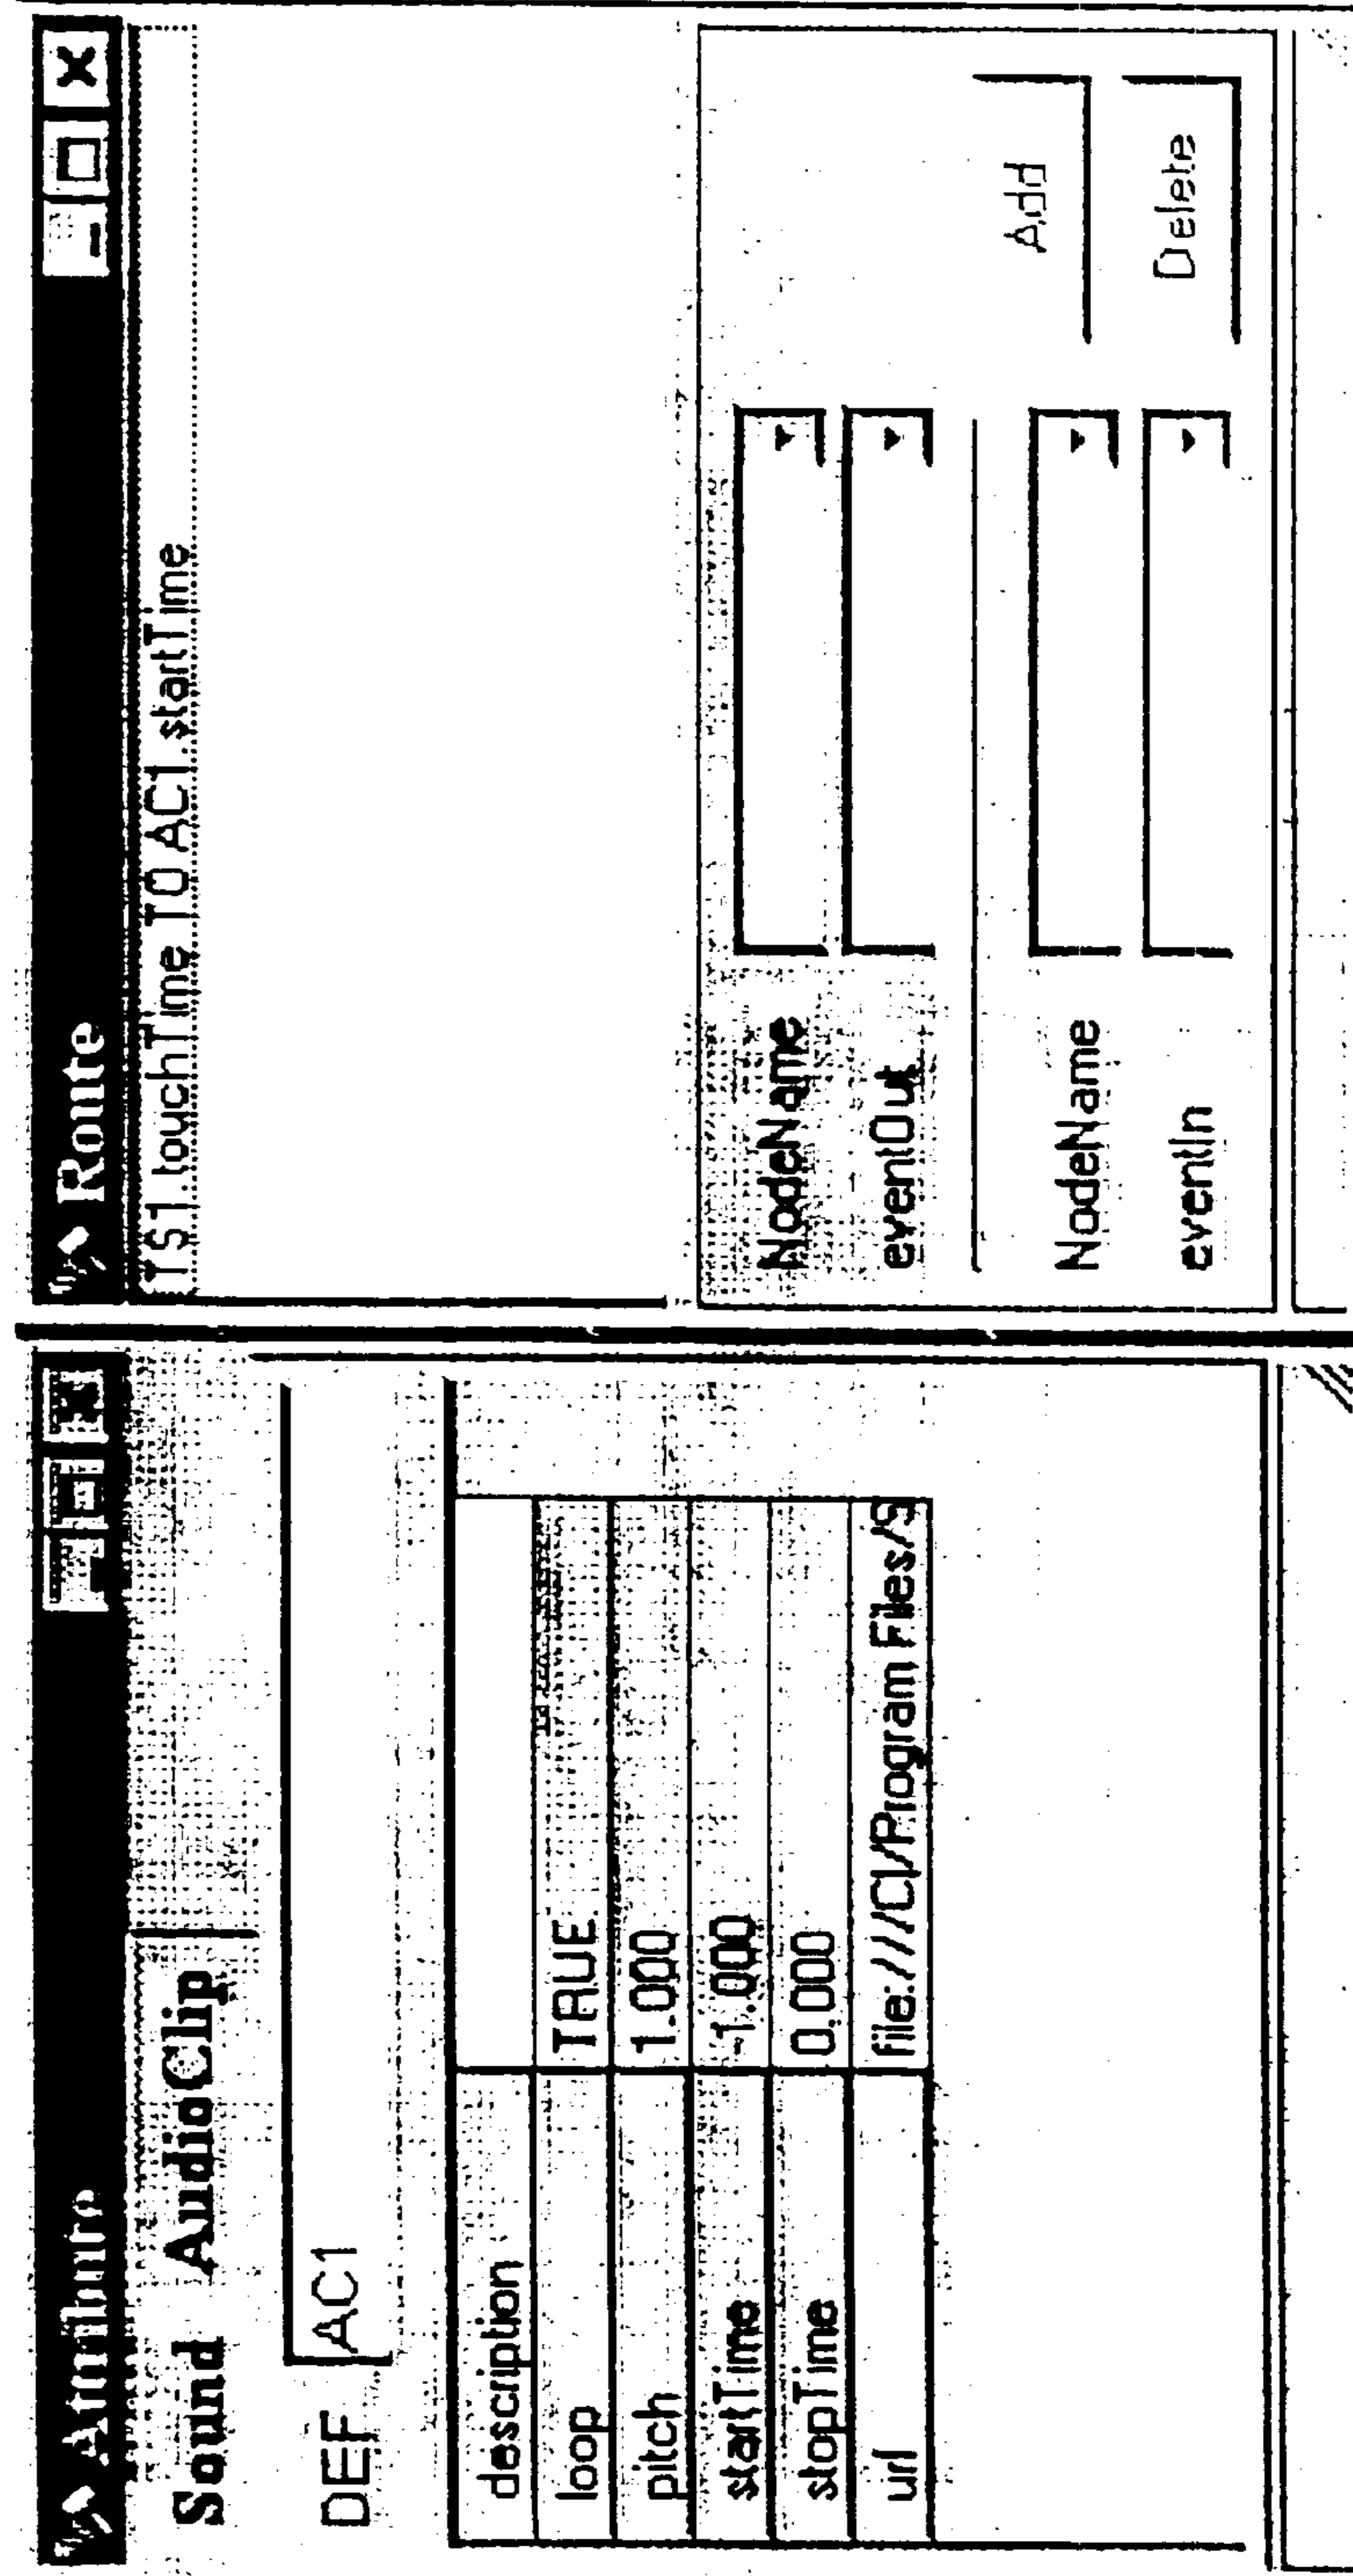 Attribute
Sound AudioClip
DEF AC1
description
loop TRUE
pitch 1.000
startTime -1.000
stopTime 0.000
url file:///C|/Program Files/S
Route
TS1.touchTime TO AC1.startTime
NodeName
eventOut
NodeName
eventIn
Add
Delete